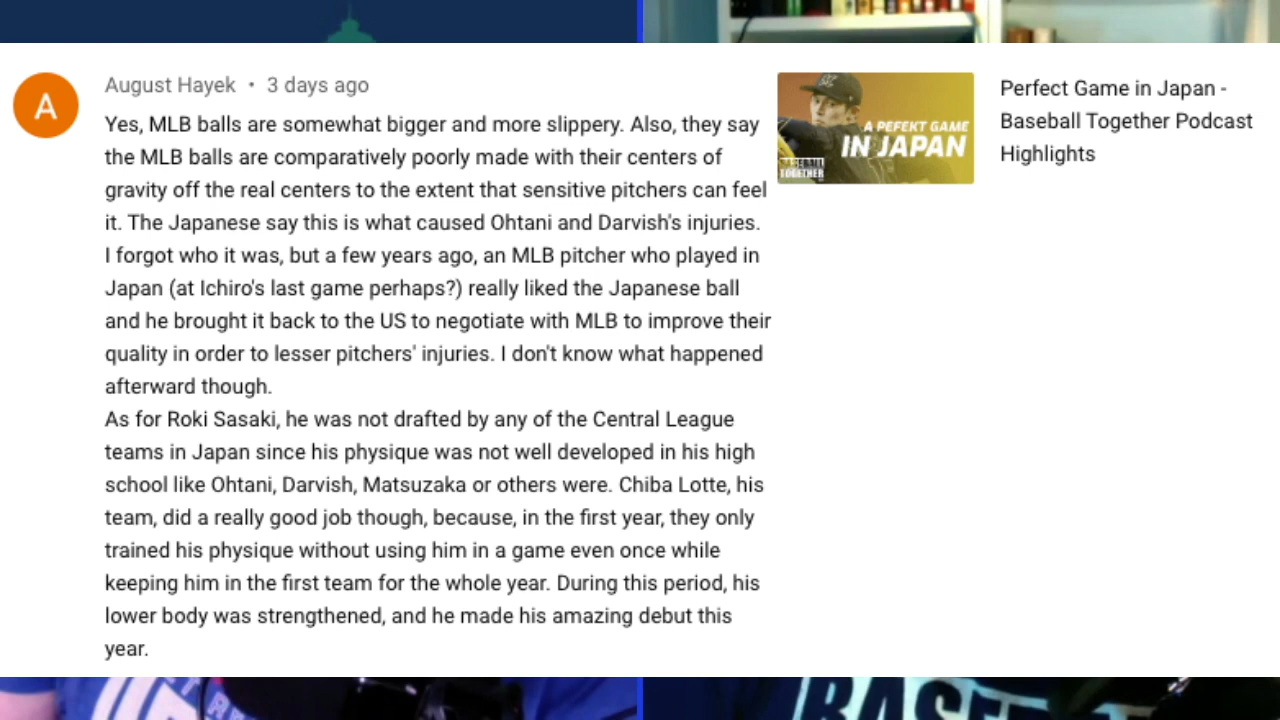 A
August Hayek • 3 days ago
Yes, MLB balls are somewhat bigger and more slippery. Also, they say
the MLB balls are comparatively poorly made with their centers of
gravity off the real centers to the extent that sensitive pitchers can feel
it. The Japanese say this is what caused Ohtani and Darvish's injuries.
I forgot who it was, but a few years ago, an MLB pitcher who played in
Japan (at Ichiro's last game perhaps?) really liked the Japanese ball
and he brought it back to the US to negotiate with MLB to improve their
quality in order to lesser pitchers' injuries. I don't know what happened
afterward though.
As for Roki Sasaki, he was not drafted by any of the Central League
teams in Japan since his physique was not well developed in his high
school like Ohtani, Darvish, Matsuzaka or others were. Chiba Lotte, his
team, did a really good job though, because, in the first year, they only
trained his physique without using him in a game even once while
keeping him in the first team for the whole year. During this period, his
lower body was strengthened, and he made his amazing debut this
year.
A PEFEKT GAME
IN JAPAN
BASEBALL
TOGETHER
Perfect Game in Japan -
Baseball Together Podcast
Highlights